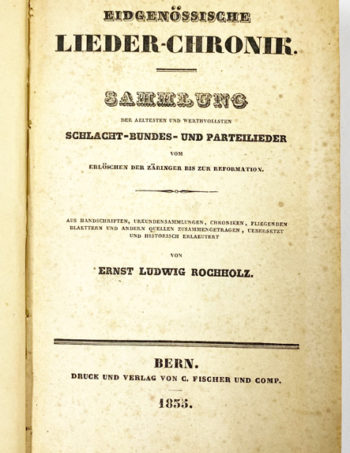 EIDGENÖSSISCHE
LIEDER-CHRONIK.
SAMMLUNG
DER AELTESTEN UND WERTHVOLLSTEN
SCHLACHT-BUNDES- UND PARTEILIEDER
VOM
ERLÖSCHEN DER ZÄRINGER BIS ZUR REFORMATION.
AUS HANDSCHRIFTEN, URKUNDENSAMMLUNGEN, CHRONIKEN, FLIEGENDEN
BLAETTERN UND ANDERN QUELLEN ZUSAMMENGETRAGEN, UEBERSETZT
UND HISTORISCH ERLAEUTERT
VON
ERNST LUDWIG ROCHHOLZ.
BERN.
DRUCK UND VERLAG VON C. FISCHER UND COMP.
1835.